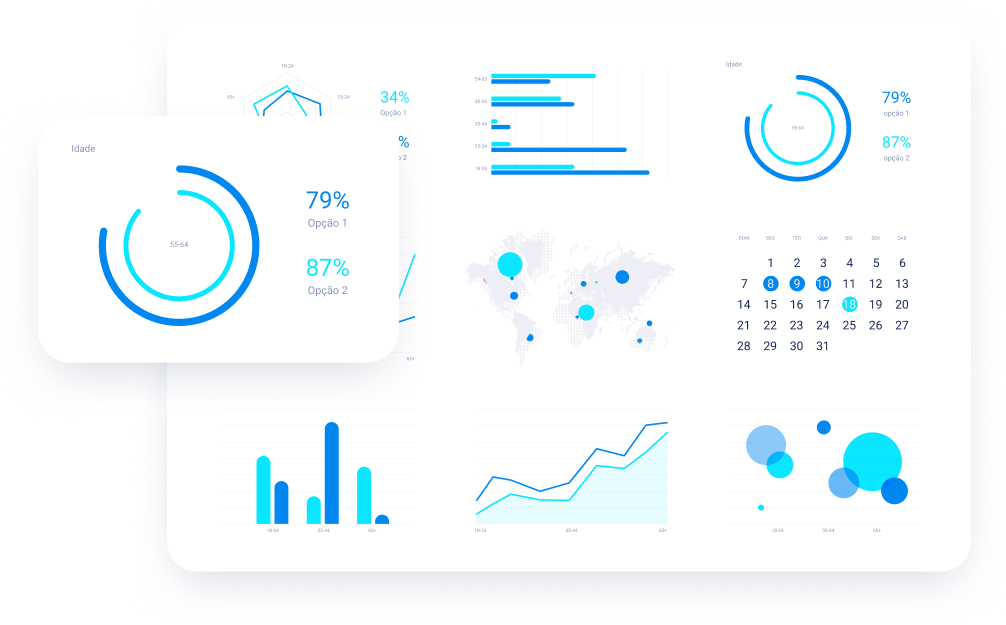 18-24
65+
25-34
34%
Opção 1
%
o 2
Idade
55-64
79%
Opção 1
87%
Opção 2
65+
54-65
45-54
35-44
25-34
18-24
Idade
55-64
79%
opção 1
87%
opção 2
DOM SEG TER QUA QUI SEX SAB
1 2 3 4 5 6
7 8 9 10 11 12 13
14 15 16 17 18 19 20
21 22 23 24 25 26 27
28 29 30 31
18-24 35-64 65+
18-24 35-64 65+
18-24 35-64 65+